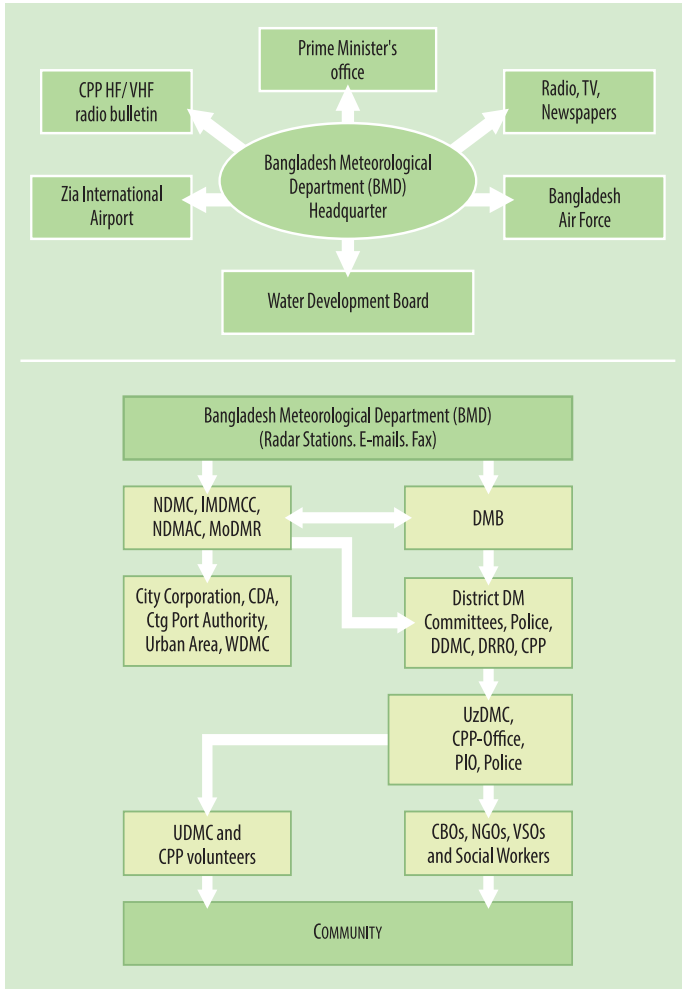 Prime Minister's
office
CPP HF/ VHF
radio bulletin
Radio, TV,
Newspapers
Bangladesh Meteorological
Department (BMD)
Headquarter
Zia International
Airport
Bangladesh
Air Force
Water Development Board
Bangladesh Meteorological Department (BMD)
(Radar Stations. E-mails. Fax)
NDMC, IMDMCC,
NDMAC, MoDMR
DMB
City Corporation, CDA,
Ctg Port Authority,
Urban Area, WDMC
District DM
Committees, Police,
DDMC, DRRO, CPP
UzDMC,
CPP-Office,
PIO, Police
UDMC and
CPP volunteers
CBOs, NGOs, VSOs
and Social Workers
COMMUNITY